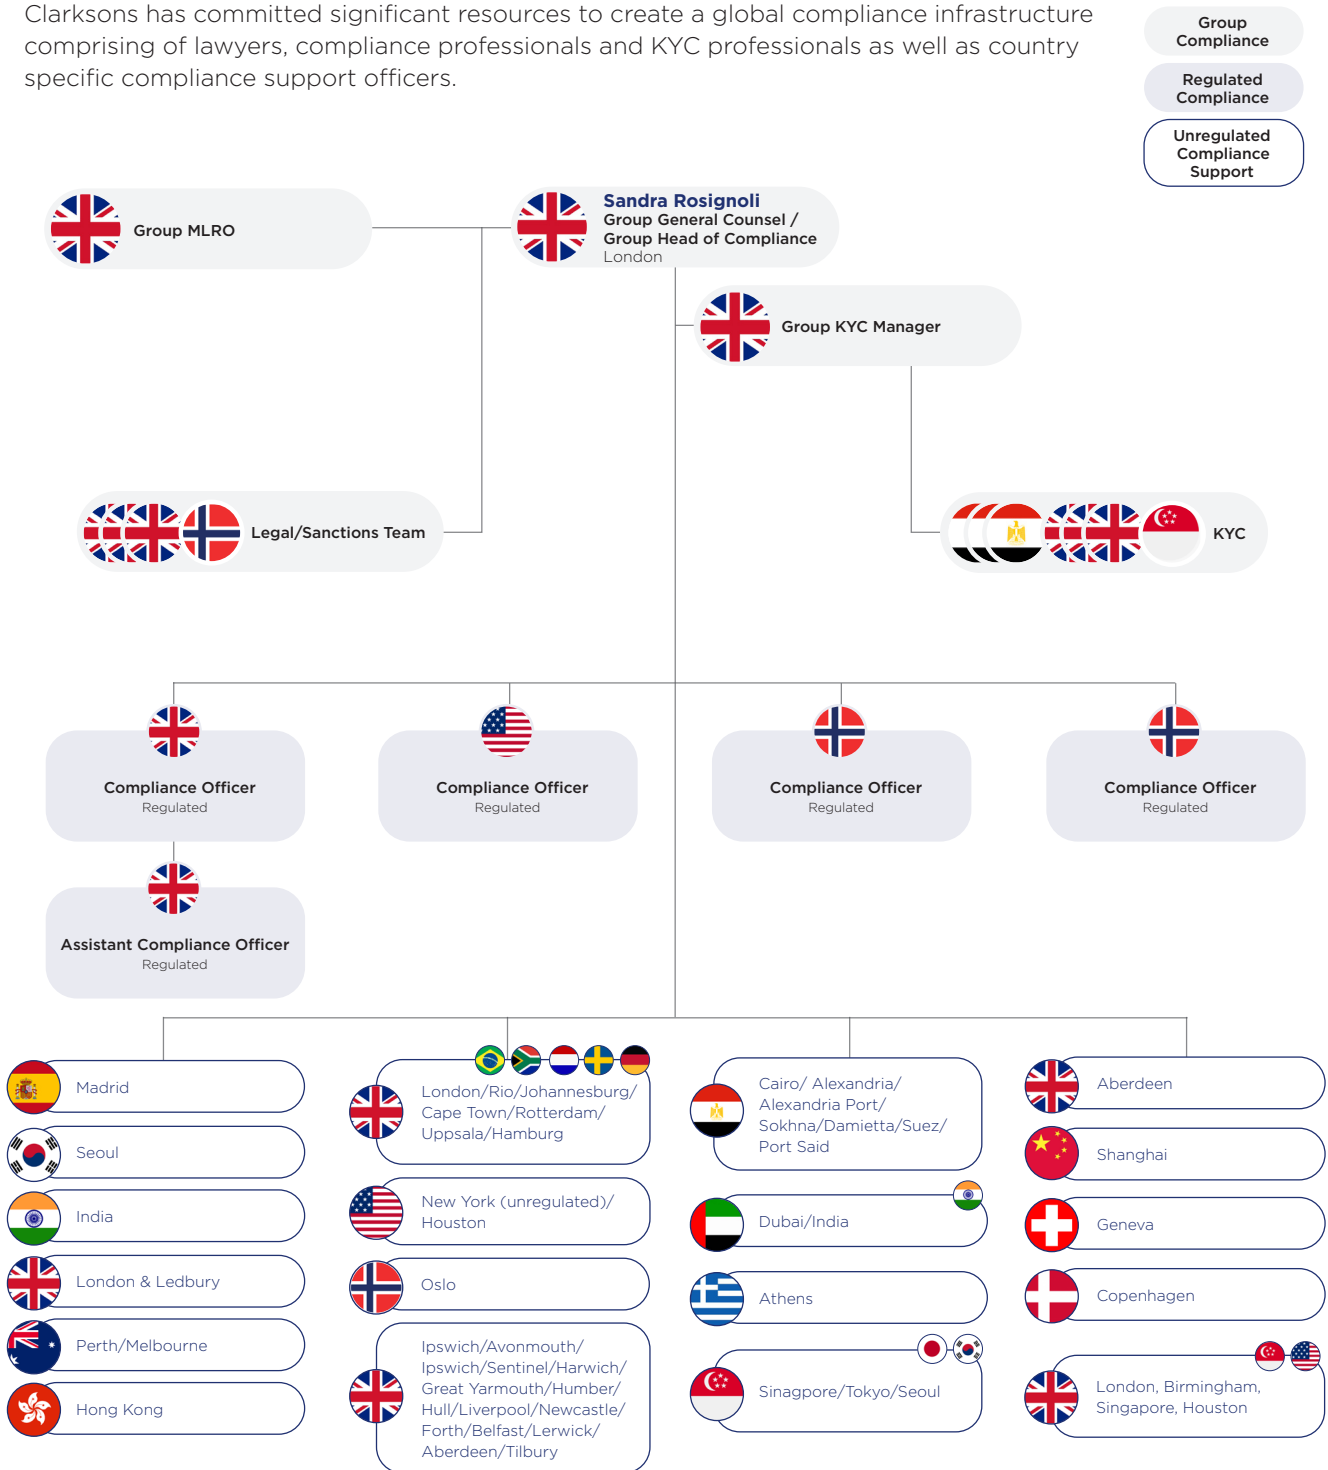 Clarksons has committed significant resources to create a global compliance infrastructure
comprising of lawyers, compliance professionals and KYC professionals as well as country
specific compliance support officers.
Group
Compliance
Regulated
Compliance
Unregulated
Compliance
Support
Group MLRO
Sandra Rosignoli
Group General Counsel /
Group Head of Compliance
London
Group KYC Manager
Legal/Sanctions Team
KYC
Compliance Officer
Regulated
Compliance Officer
Regulated
Compliance Officer
Regulated
Compliance Officer
Regulated
Assistant Compliance Officer
Regulated
Madrid
Seoul
India
London & Ledbury
Perth/Melbourne
Hong Kong
London/Rio/Johannesburg/
Cape Town/Rotterdam/
Uppsala/Hamburg
New York (unregulated)/
Houston
Oslo
Ipswich/Avonmouth/
Ipswich/Sentinel/Harwich/
Great Yarmouth/Humber/
Hull/Liverpool/Newcastle/
Forth/Belfast/Lerwick/
Aberdeen/Tilbury
Cairo/ Alexandria/
Alexandria Port/
Sokhna/Damietta/Suez/
Port Said
Dubai/India
Athens
Sinagpore/Tokyo/Seoul
Aberdeen
Shanghai
Geneva
Copenhagen
London, Birmingham,
Singapore, Houston